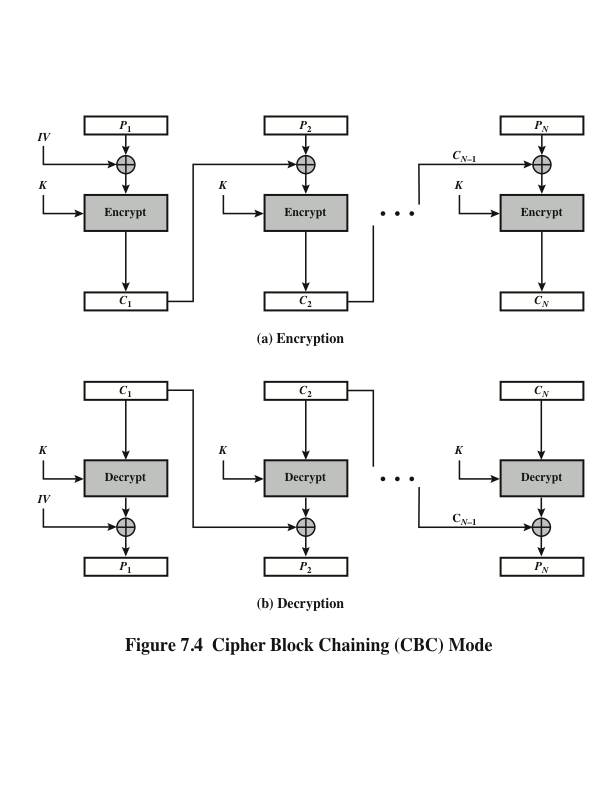 P1 P2 PN
IV CN–1
K K K
Encrypt Encrypt • • • Encrypt
C1 C2 CN
(a) Encryption
C1 C2 CN
K K K
Decrypt Decrypt • • • Decrypt
IV CN–1
P1 P2 PN
(b) Decryption
Figure 7.4 Cipher Block Chaining (CBC) Mode